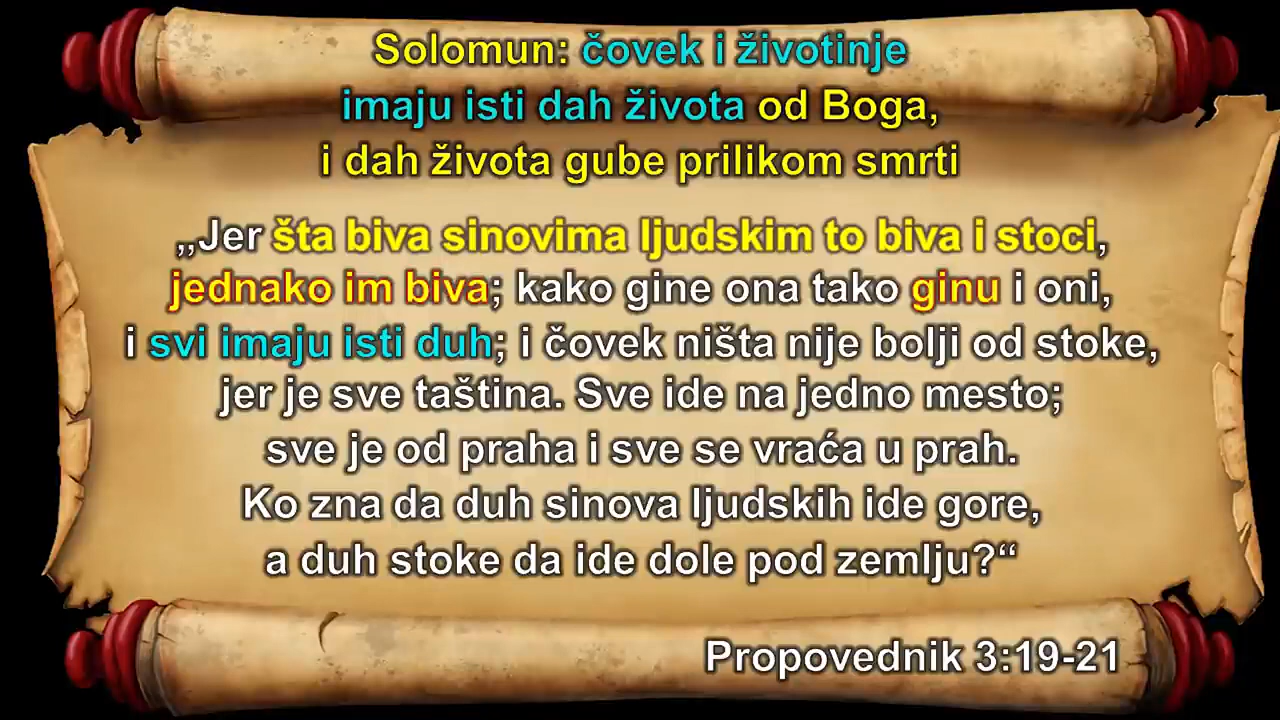 Solomun: čovek i životinje
imaju isti dah života od Boga,
i dah života gube prilikom smrti
„Jer šta biva sinovima ljudskim to biva i stoci,
jednako im biva; kako gine ona tako ginu i oni,
i svi imaju isti duh; i čovek ništa nije bolji od stoke,
jer je sve taština. Sve ide na jedno mesto;
sve je od praha i sve se vraća u prah.
Ko zna da duh sinova ljudskih ide gore,
a duh stoke da ide dole pod zemlju?“
Propovednik 3:19-21